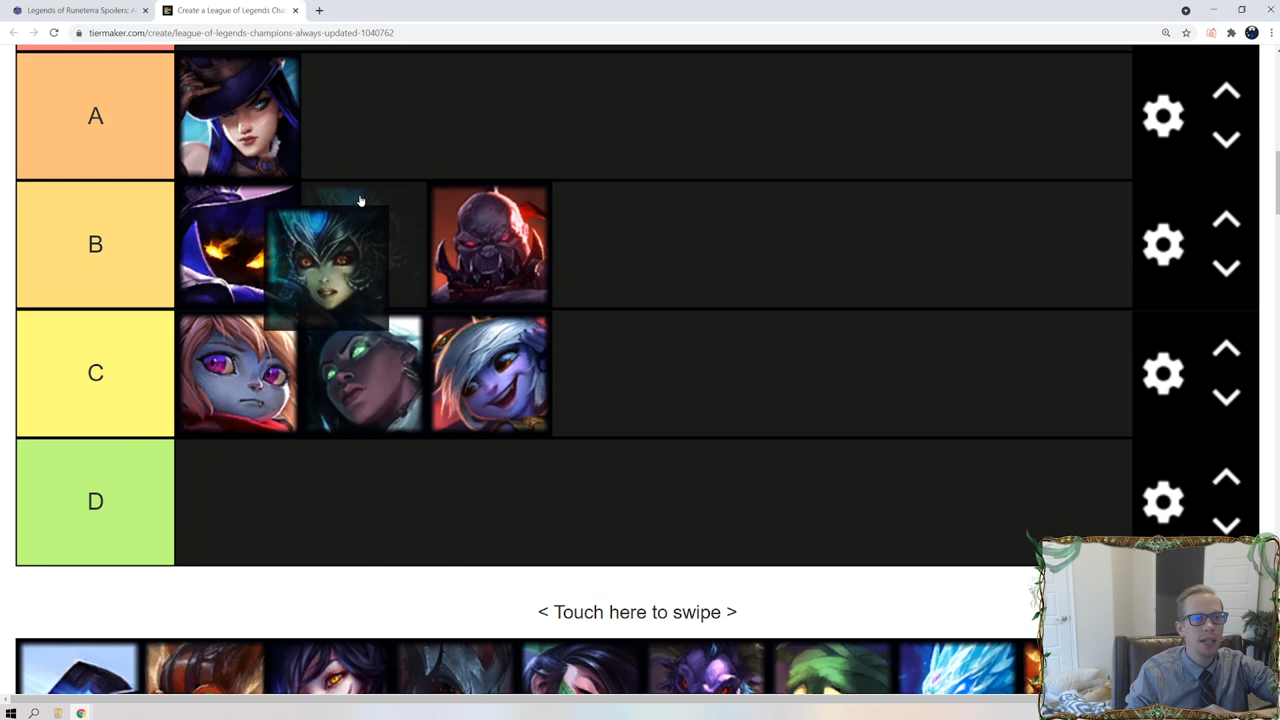 Legends of Runeterra Spoilers: A
Create a League of Legends Cha
tiermaker.com/create/league-of-legends-champions-always-updated-1040762
A
B
C
D
< Touch here to swipe >